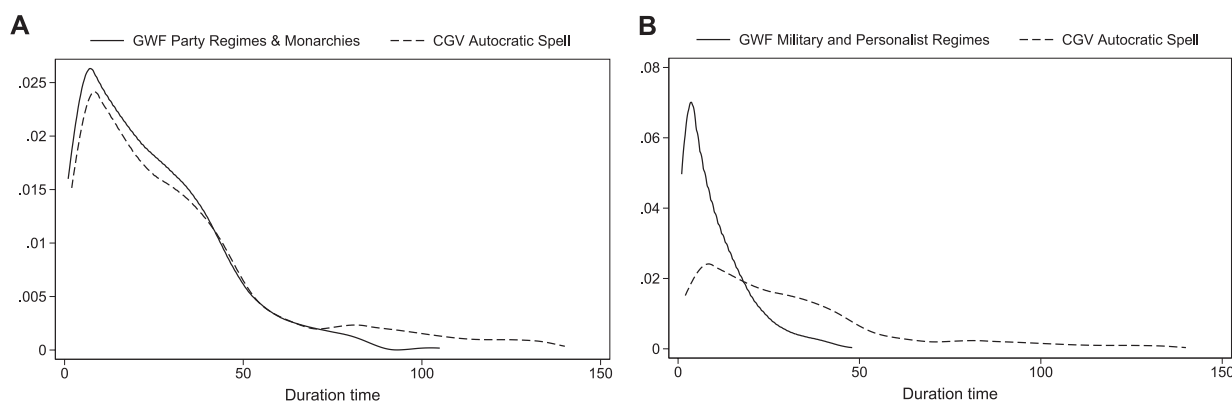 A
GWF Party Regimes & Monarchies
CGV Autocratic Spell
.025
.02
.015
.01
.005
0
0
50
100
150
Duration time
B
GWF Military and Personalist Regimes
CGV Autocratic Spell
.08
.06
.04
.02
0
0
50
100
150
Duration time